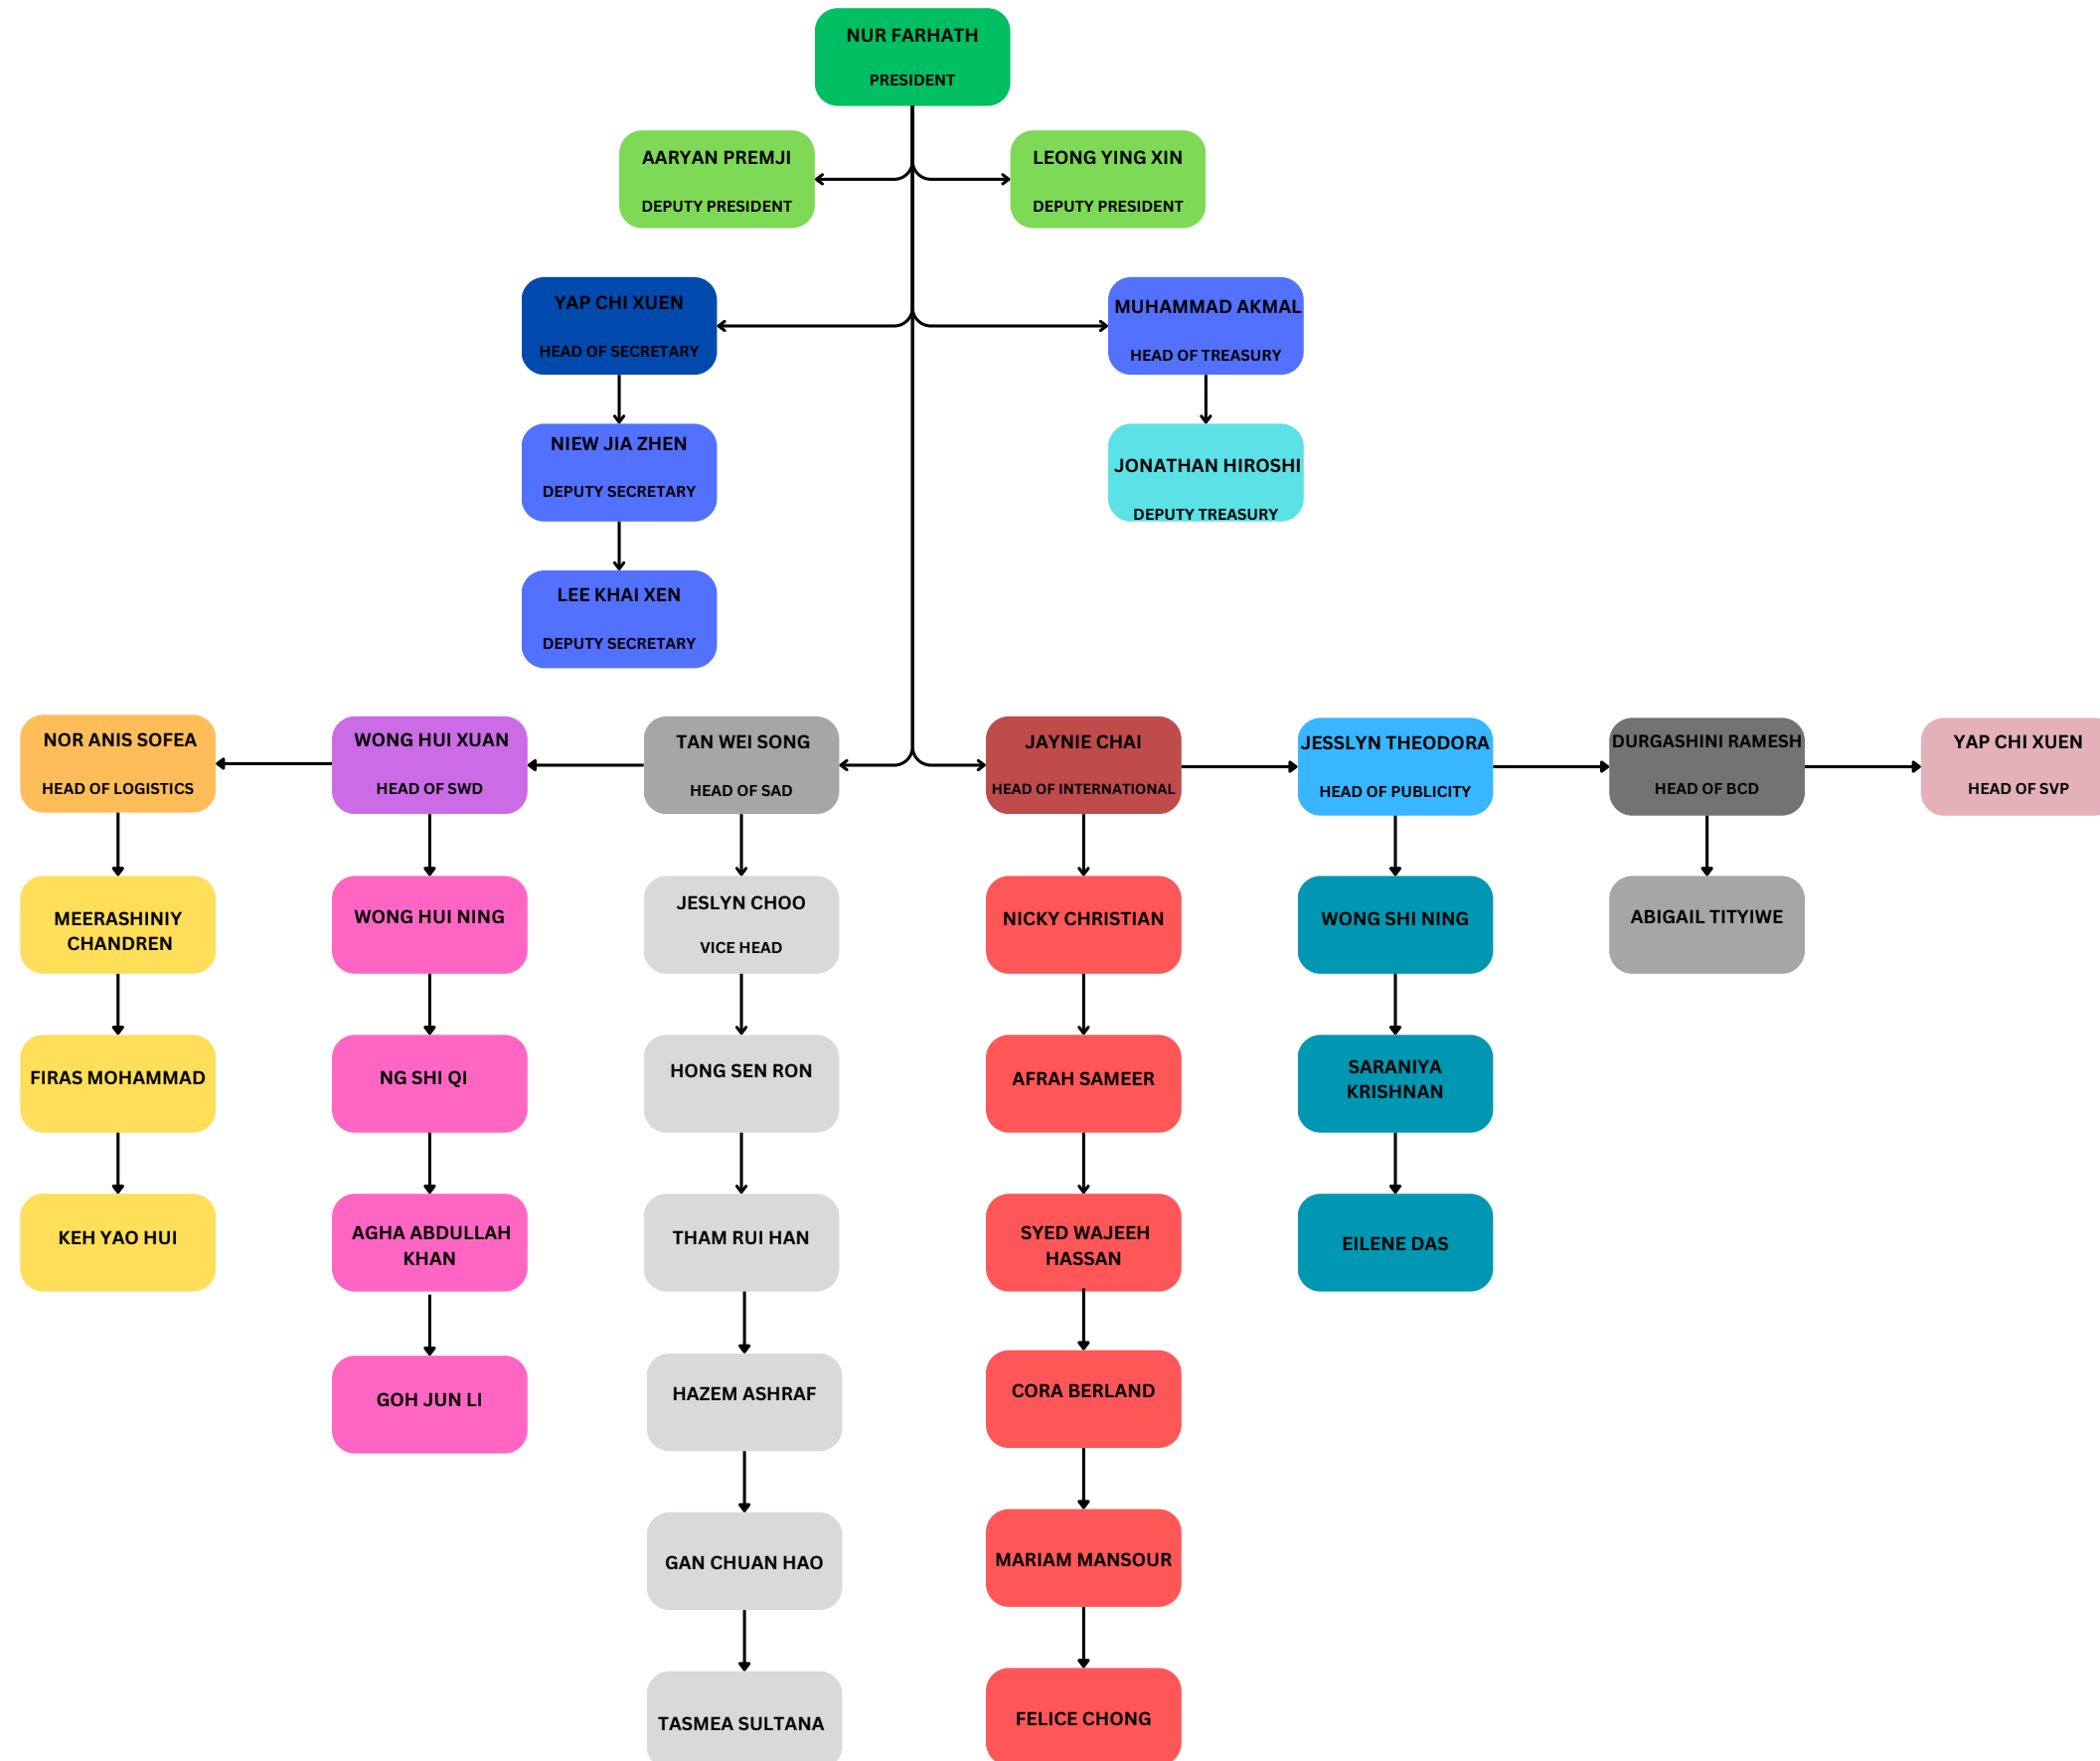 NUR FARHATH
PRESIDENT
AARYAN PREMJI
DEPUTY PRESIDENT
LEONG YING XIN
DEPUTY PRESIDENT
YAP CHI XUEN
HEAD OF SECRETARY
MUHAMMAD AKMAL
HEAD OF TREASURY
NIEW JIA ZHEN
DEPUTY SECRETARY
JONATHAN HIROSHI
DEPUTY TREASURY
LEE KHAI XEN
DEPUTY SECRETARY
NOR ANIS SOFEA
HEAD OF LOGISTICS
WONG HUI XUAN
HEAD OF SWD
TAN WEI SONG
HEAD OF SAD
JAYNIE CHAI
HEAD OF INTERNATIONAL
JESSLYN THEODORA
HEAD OF PUBLICITY
DURGASHINI RAMESH
HEAD OF BCD
YAP CHI XUEN
HEAD OF SVP
MEERASHINIY
CHANDREN
WONG HUI NING
JESLYN CHOO
VICE HEAD
NICKY CHRISTIAN
WONG SHI NING
ABIGAIL TITYIWE
FIRAS MOHAMMAD
NG SHI QI
HONG SEN RON
AFRAH SAMEER
SARANIYA
KRISHNAN
KEH YAO HUI
AGHA ABDULLAH
KHAN
THAM RUI HAN
SYED WAJEEH
HASSAN
EILENE DAS
GOH JUN LI
HAZEM ASHRAF
CORA BERLAND
GAN CHUAN HAO
MARIAM MANSOUR
TASMEA SULTANA
FELICE CHONG